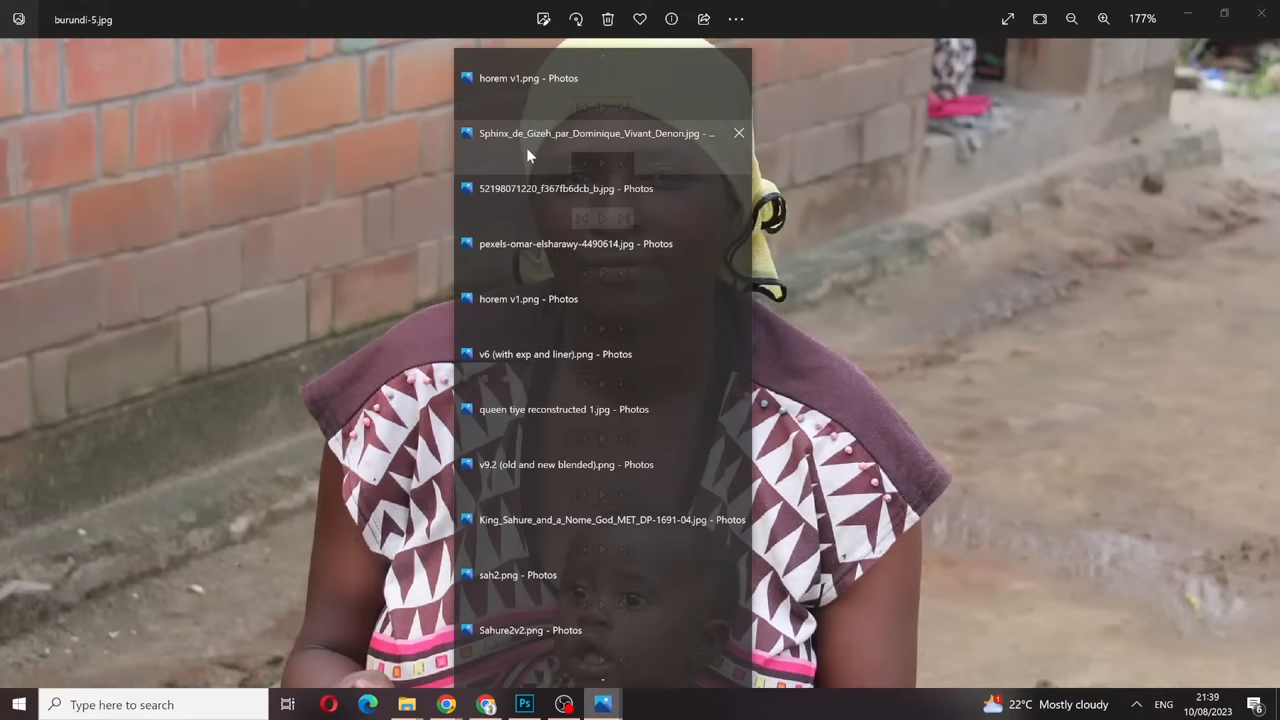 burundi-5.jpg
177%
horem v1.png - Photos
Sphinx_de_Gizeh_par_Dominique_Vivant_Denon.jpg - ...
52198071220_f367fb6dcb_b.jpg - Photos
pexels-omar-elsharawy-4490614.jpg - Photos
horem v1.png - Photos
v6 (with exp and liner).png - Photos
queen tiye reconstructed 1.jpg - Photos
v9.2 (old and new blended).png - Photos
King_Sahure_and_a_Nome_God_MET_DP-1691-04.jpg - Photos
sah2.png - Photos
Sahure2v2.png - Photos
Type here to search
Ps
1
22°C Mostly cloudy
ENG
21:39
10/08/2023
6